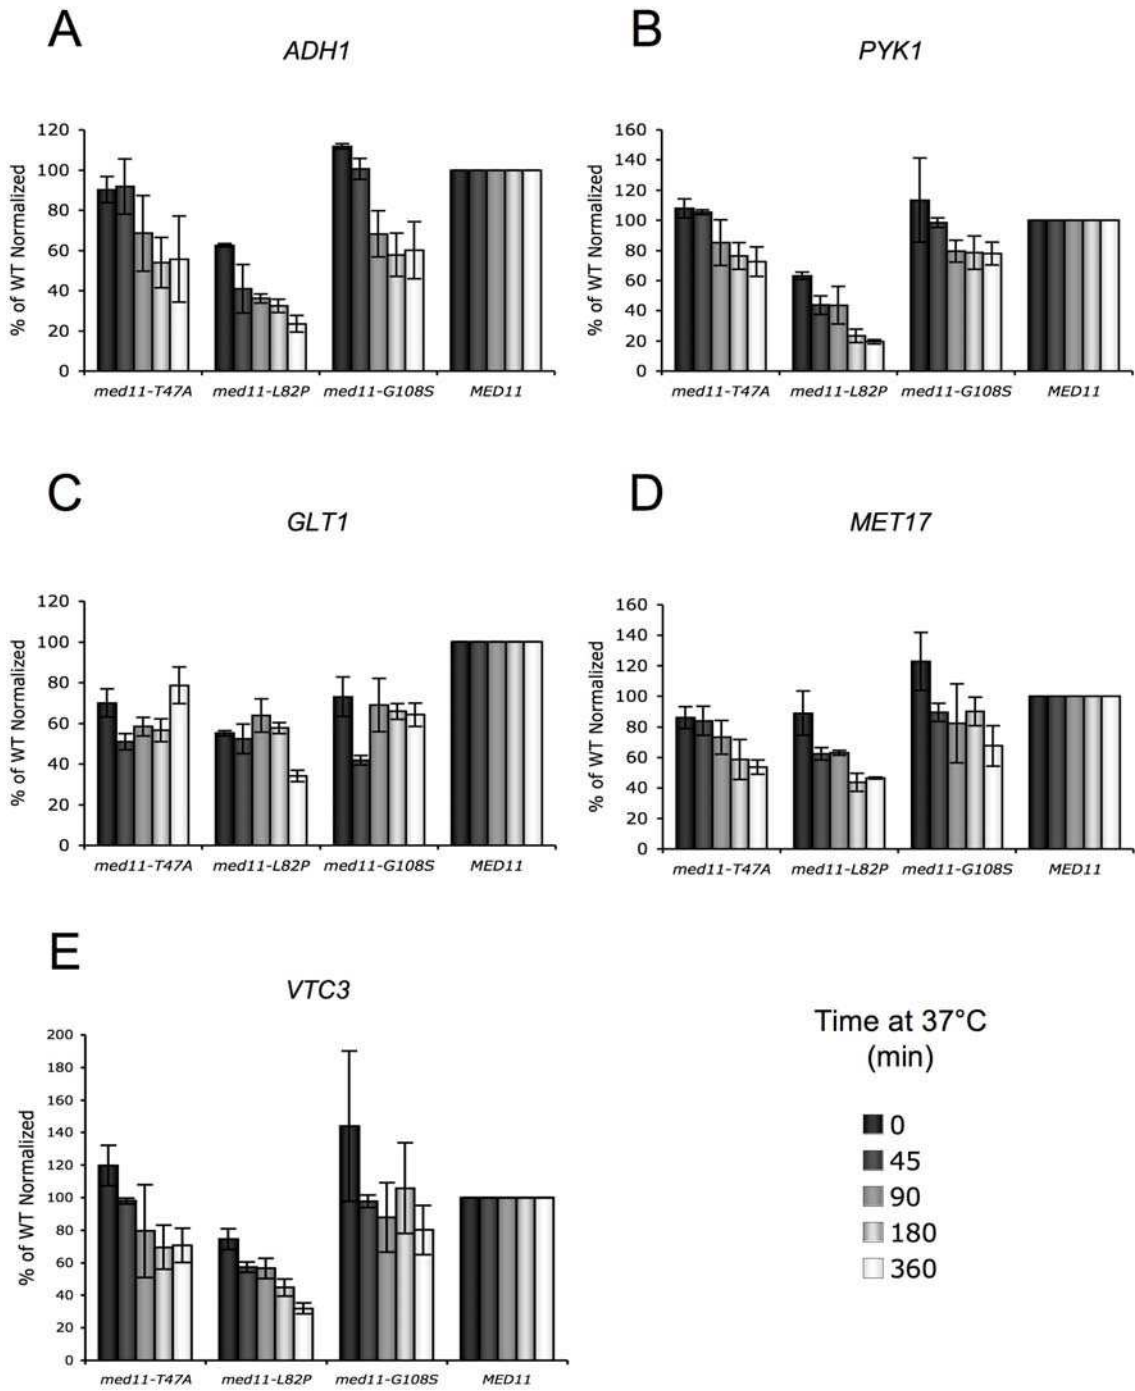 A
ADH1
% of WT Normalized
120
100
80
60
40
20
0
med11-T47A
med11-L82P
med11-G108S
MED11
B
PYK1
% of WT Normalized
160
140
120
100
80
60
40
20
0
med11-T47A
med11-L82P
med11-G108S
MED11
C
GLT1
% of WT Normalized
120
100
80
60
40
20
0
med11-T47A
med11-L82P
med11-G108S
MED11
D
MET17
% of WT Normalized
160
140
120
100
80
60
40
20
0
med11-T47A
med11-L82P
med11-G108S
MED11
E
VTC3
% of WT Normalized
200
180
160
140
120
100
80
60
40
20
0
med11-T47A
med11-L82P
med11-G108S
MED11
Time at 37°C
(min)
0
45
90
180
360